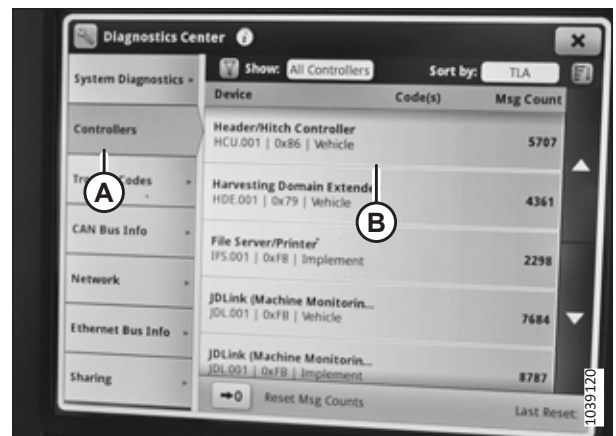 Diagnostics Center
Show: All Controllers Sort by: TLA
System Diagnostics
Device Code(s) Msg Count
Controllers
Header/Hitch Controller
HCU.001 | 0xB6 | Vehicle 5707
A
Codes
Harvesting Domain
HDE.001 | 0x79 | Vehicle 4361
B
CAN Bus Info
File Server/Printer
IFS.001 | 0xFB | Implement 2298
Network
JDLink (Machine Monitorin...
JDL.001 | 0xFB | Vehicle 7684
Ethernet Bus Info
JDLink (Machine Monitorin...
JDL.001 | 0xFB | Implement 8787
Sharing
→0 Reset Msg Counts Last Reset:
1039120